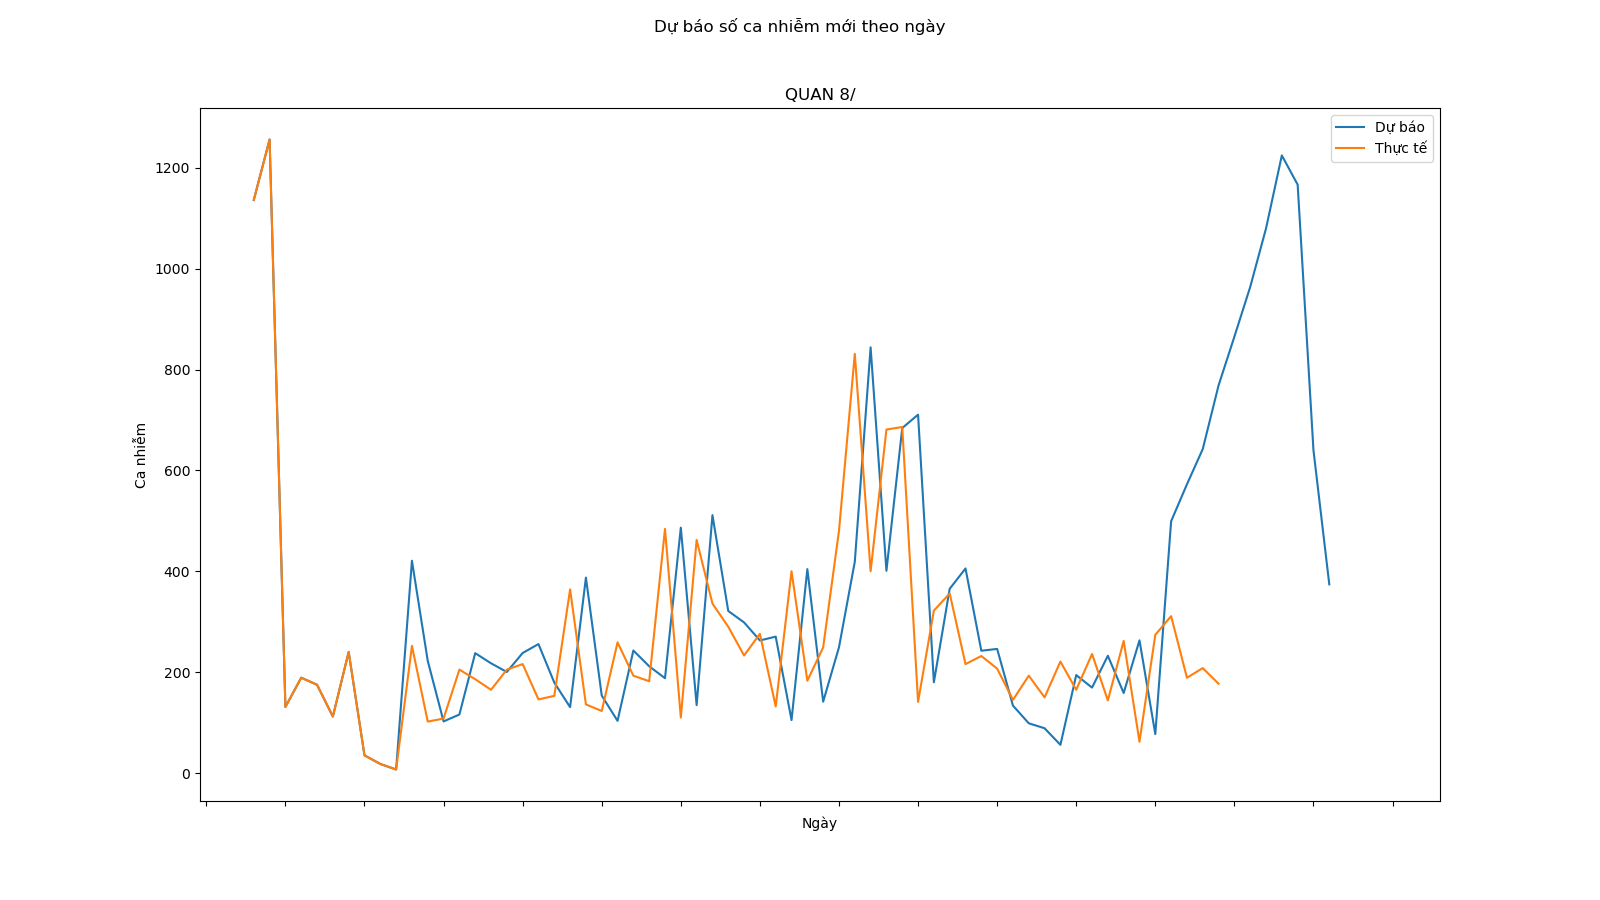 Dự báo số ca nhiễm mới theo ngày
QUAN 8/
Dự báo
Thực tế
1200
1000
800
600
400
200
0
Ca nhiễm
Ngày